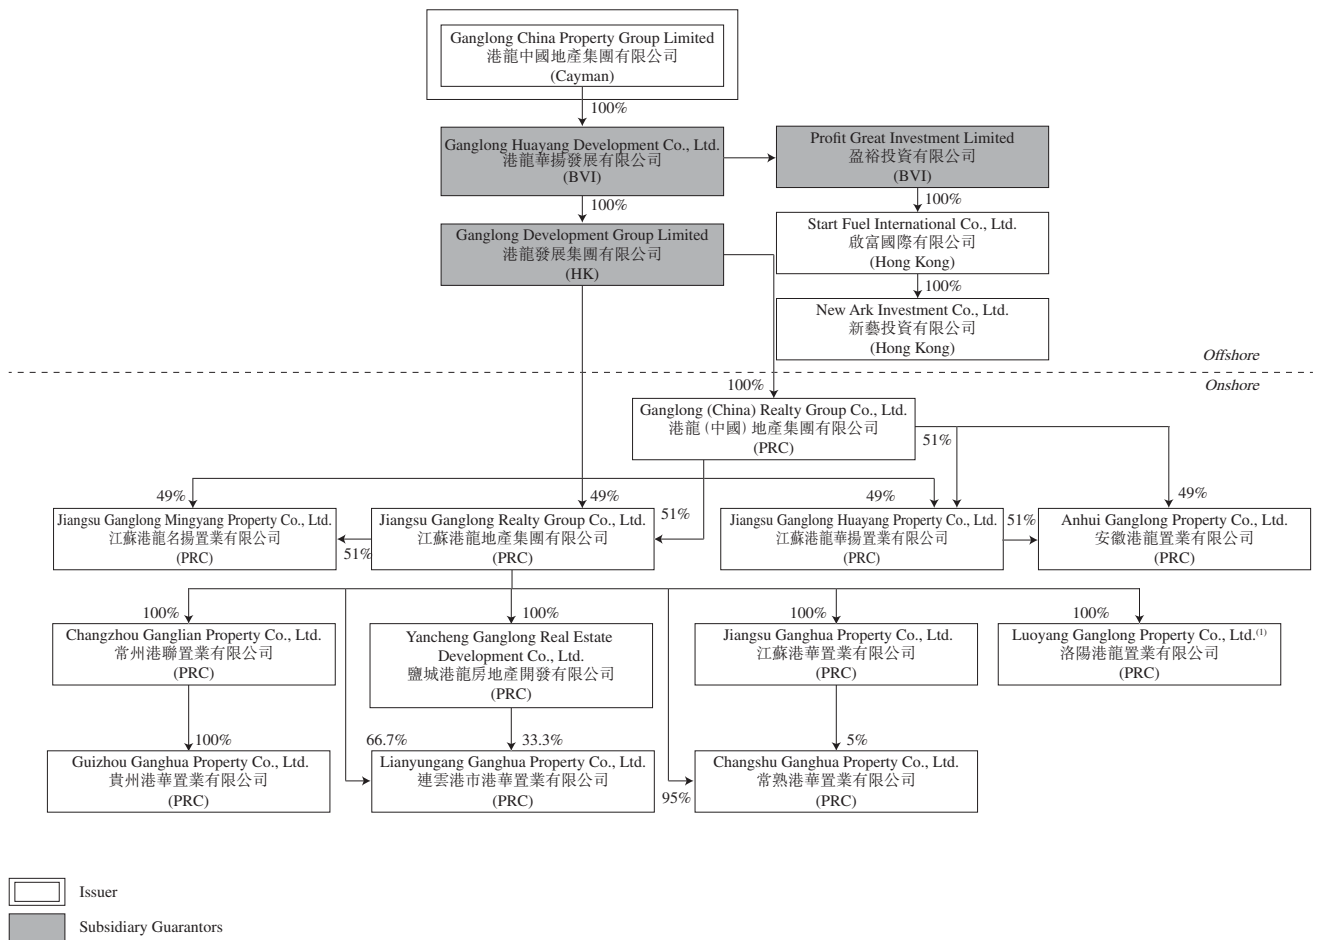 Ganglong China Property Group Limited
港龍中國地產集團有限公司
(Cayman)
100%
Ganglong Huayang Development Co., Ltd.
港龍華揚發展有限公司
(BVI)
Profit Great Investment Limited
盈裕投資有限公司
(BVI)
100%
100%
Ganglong Development Group Limited
港龍發展集團有限公司
(HK)
Start Fuel International Co., Ltd.
啟富國際有限公司
(Hong Kong)
100%
New Ark Investment Co., Ltd.
新藝投資有限公司
(Hong Kong)
Offshore
Onshore
100%
Ganglong (China) Realty Group Co., Ltd.
港龍(中國)地產集團有限公司
(PRC)
51%
49%
49%
51%
49%
49%
Jiangsu Ganglong Mingyang Property Co., Ltd.
江蘇港龍名揚置業有限公司
(PRC)
51%
Jiangsu Ganglong Realty Group Co., Ltd.
江蘇港龍地產集團有限公司
(PRC)
Jiangsu Ganglong Huayang Property Co., Ltd.
江蘇港龍華揚置業有限公司
(PRC)
51%
Anhui Ganglong Property Co., Ltd.
安徽港龍置業有限公司
(PRC)
100%
100%
100%
100%
Changzhou Ganglian Property Co., Ltd.
常州港聯置業有限公司
(PRC)
Yancheng Ganglong Real Estate
Development Co., Ltd.
鹽城港龍房地產開發有限公司
(PRC)
Jiangsu Ganghua Property Co., Ltd.
江蘇港華置業有限公司
(PRC)
Luoyang Ganglong Property Co., Ltd.(1)
洛陽港龍置業有限公司
(PRC)
100%
66.7%
33.3%
5%
Guizhou Ganghua Property Co., Ltd.
貴州港華置業有限公司
(PRC)
Lianyungang Ganghua Property Co., Ltd.
連雲港市港華置業有限公司
(PRC)
95%
Changshu Ganghua Property Co., Ltd.
常熟港華置業有限公司
(PRC)
Issuer
Subsidiary Guarantors